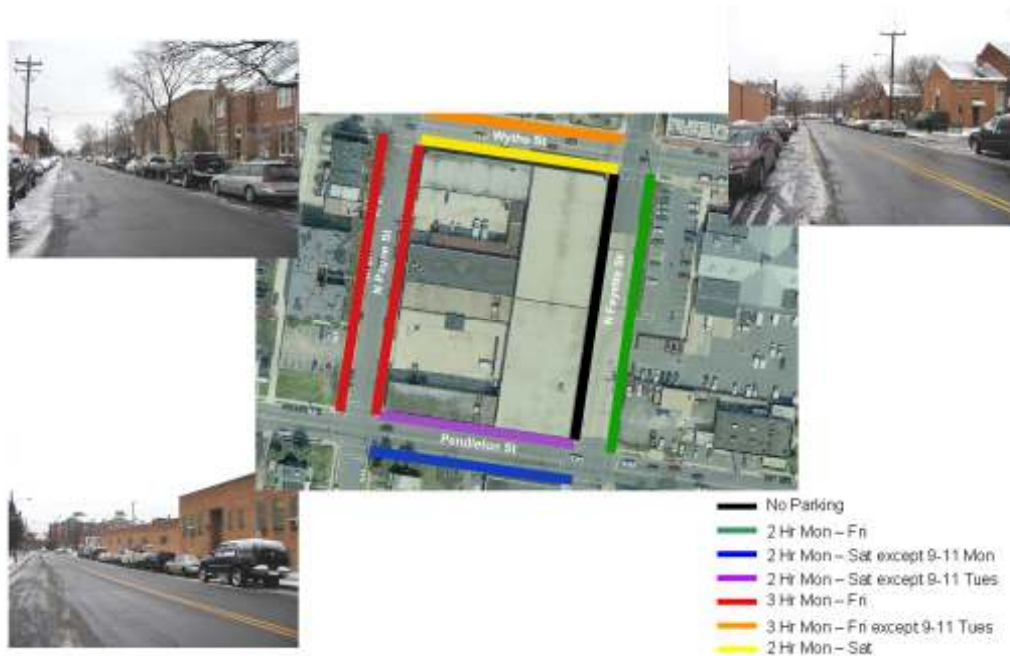 Wythe St
N Payne St
N Fayette St
Pendleton St
No Parking
2 Hr Mon – Fri
2 Hr Mon – Sat except 9-11 Mon
2 Hr Mon – Sat except 9-11 Tues
3 Hr Mon – Fri
3 Hr Mon – Fri except 9-11 Tues
2 Hr Mon – Sat